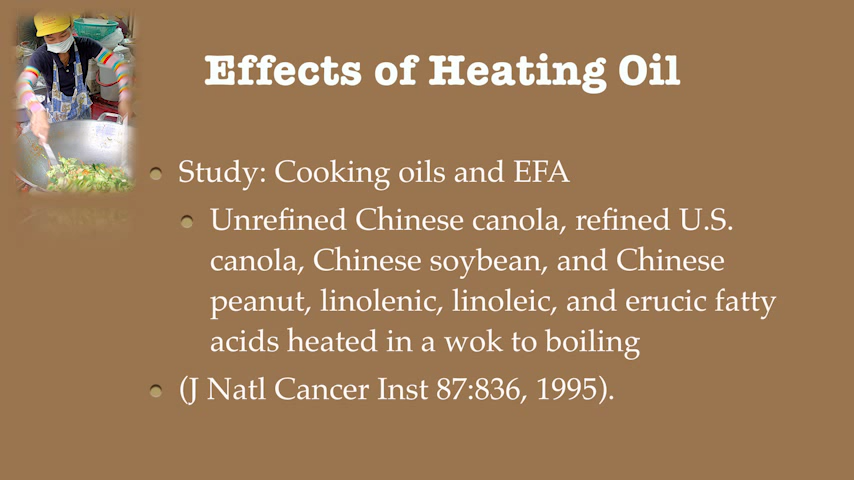 Effects of Heating Oil
Study: Cooking oils and EFA
Unrefined Chinese canola, refined U.S.
canola, Chinese soybean, and Chinese
peanut, linolenic, linoleic, and erucic fatty
acids heated in a wok to boiling
(J Natl Cancer Inst 87:836, 1995).